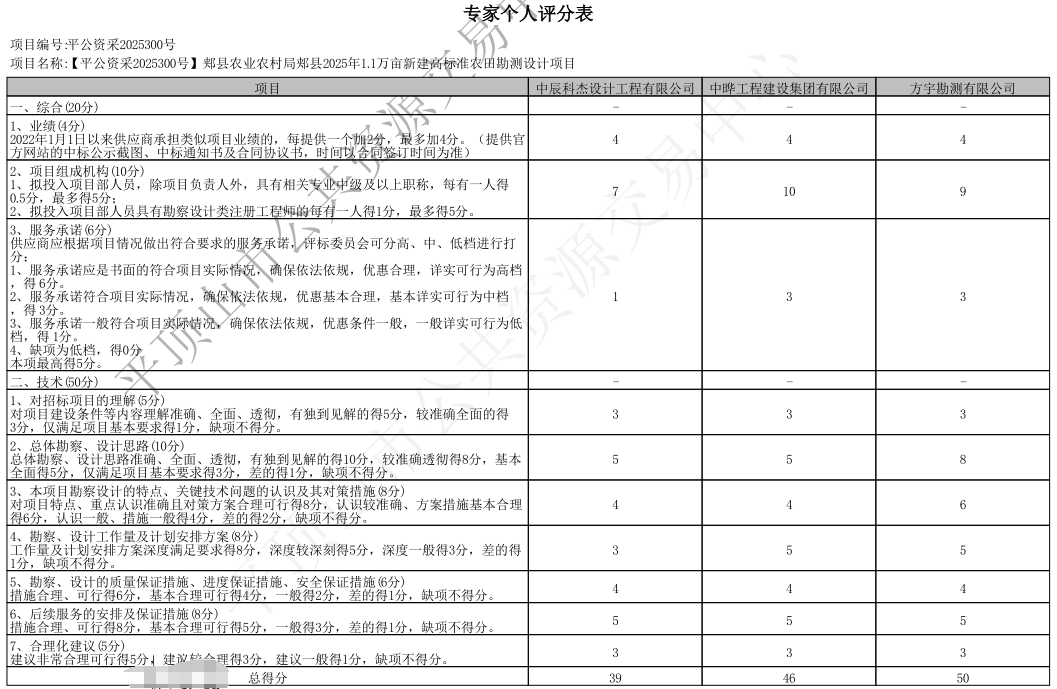 专家个人评分表
项目编号:平公资采2025300号
项目名称:【平公资采2025300号】郏县农业农村局郏县2025年1.1万亩新建高标准农田勘测设计项目
项目 中辰科杰设计工程有限公司 中晔工程建设集团有限公司 方宇勘测有限公司
一、综合(20分) – – –
1、业绩(4分)
2022年1月1日以来供应商承担类似项目业绩的，每提供一个加2分，最多加4分。（提供官
方网站的中标公示截图、中标通知书及合同协议书，时间以合同签订时间为准）
4 4 4
2、项目组成机构(10分)
1、拟投入项目部人员，除项目负责人外，具有相关专业中级及以上职称，每有一人得
0.5分，最多得5分；
2、拟投入项目部人员具有勘察设计类注册工程师的每有一人得1分，最多得5分。
7 10 9
3、服务承诺(6分)
供应商应根据项目情况做出符合要求的服务承诺，评标委员会可分高、中、低档进行打
分：
1、服务承诺应是书面的符合项目实际情况，确保依法依规，优惠合理，详实可行为高档
，得 6分。
2、服务承诺符合项目实际情况，确保依法依规，优惠基本合理，基本详实可行为中档
，得 3分。
3、服务承诺一般符合项目实际情况，确保依法依规，优惠条件一般，一般详实可行为低
档，得 1分。
4、缺项为低档，得0分
本项最高得5分。
1 3 3
二、技术(50分) – – –
1、对招标项目的理解(5分)
对项目建设条件等内容理解准确、全面、透彻，有独到见解的得5分，较准确全面的得
3分，仅满足项目基本要求得1分，缺项不得分。
3 3 3
2、总体勘察、设计思路(10分)
总体勘察、设计思路准确、全面、透彻，有独到见解的得10分，较准确透彻得8分，基本
全面得5分，仅满足项目基本要求得3分，差的得1分，缺项不得分。
5 5 8
3、本项目勘察设计的特点、关键技术问题的认识及其对策措施(8分)
对项目特点、重点认识准确且对策方案合理可行得8分，认识较准确、方案措施基本合理
得6分，认识一般、措施一般得4分，差的得2分，缺项不得分。
4 4 6
4、勘察、设计工作量及计划安排方案(8分)
工作量及计划安排方案深度满足要求得8分，深度较深刻得5分，深度一般得3分，差的得
1分，缺项不得分。
3 5 5
5、勘察、设计的质量保证措施、进度保证措施、安全保证措施(6分)
措施合理、可行得6分，基本合理可行得4分，一般得2分，差的得1分，缺项不得分。
4 4 4
6、后续服务的安排及保证措施(8分)
措施合理、可行得8分，基本合理可行得5分，一般得3分，差的得1分，缺项不得分。
5 5 5
7、合理化建议(5分)
建议非常合理可行得5分，建议较合理得3分，建议一般得1分，缺项不得分。
3 3 3
总得分 39 46 50
平顶山市公共资源交易中心
平顶山市公共资源交易中心